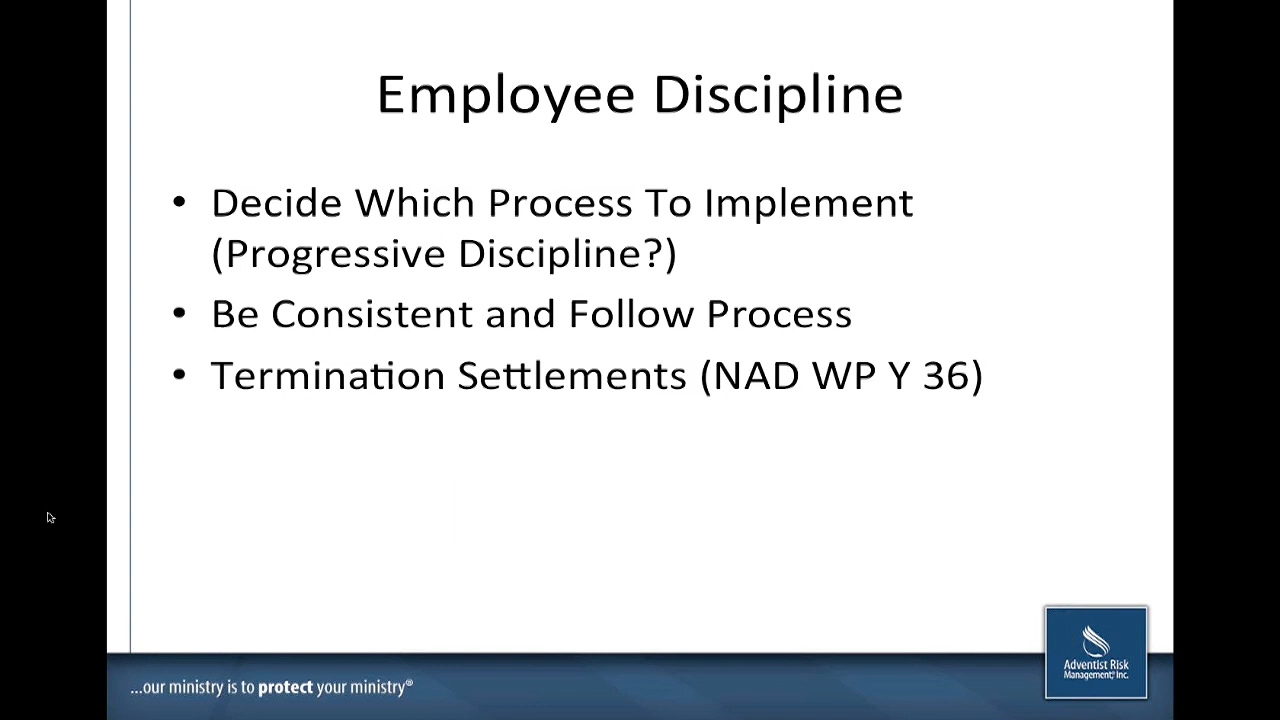 Employee Discipline
• Decide Which Process To Implement
(Progressive Discipline?)
• Be Consistent and Follow Process
• Termination Settlements (NAD WP Y 36)
...our ministry is to protect your ministry®
Adventist Risk
Management, Inc.